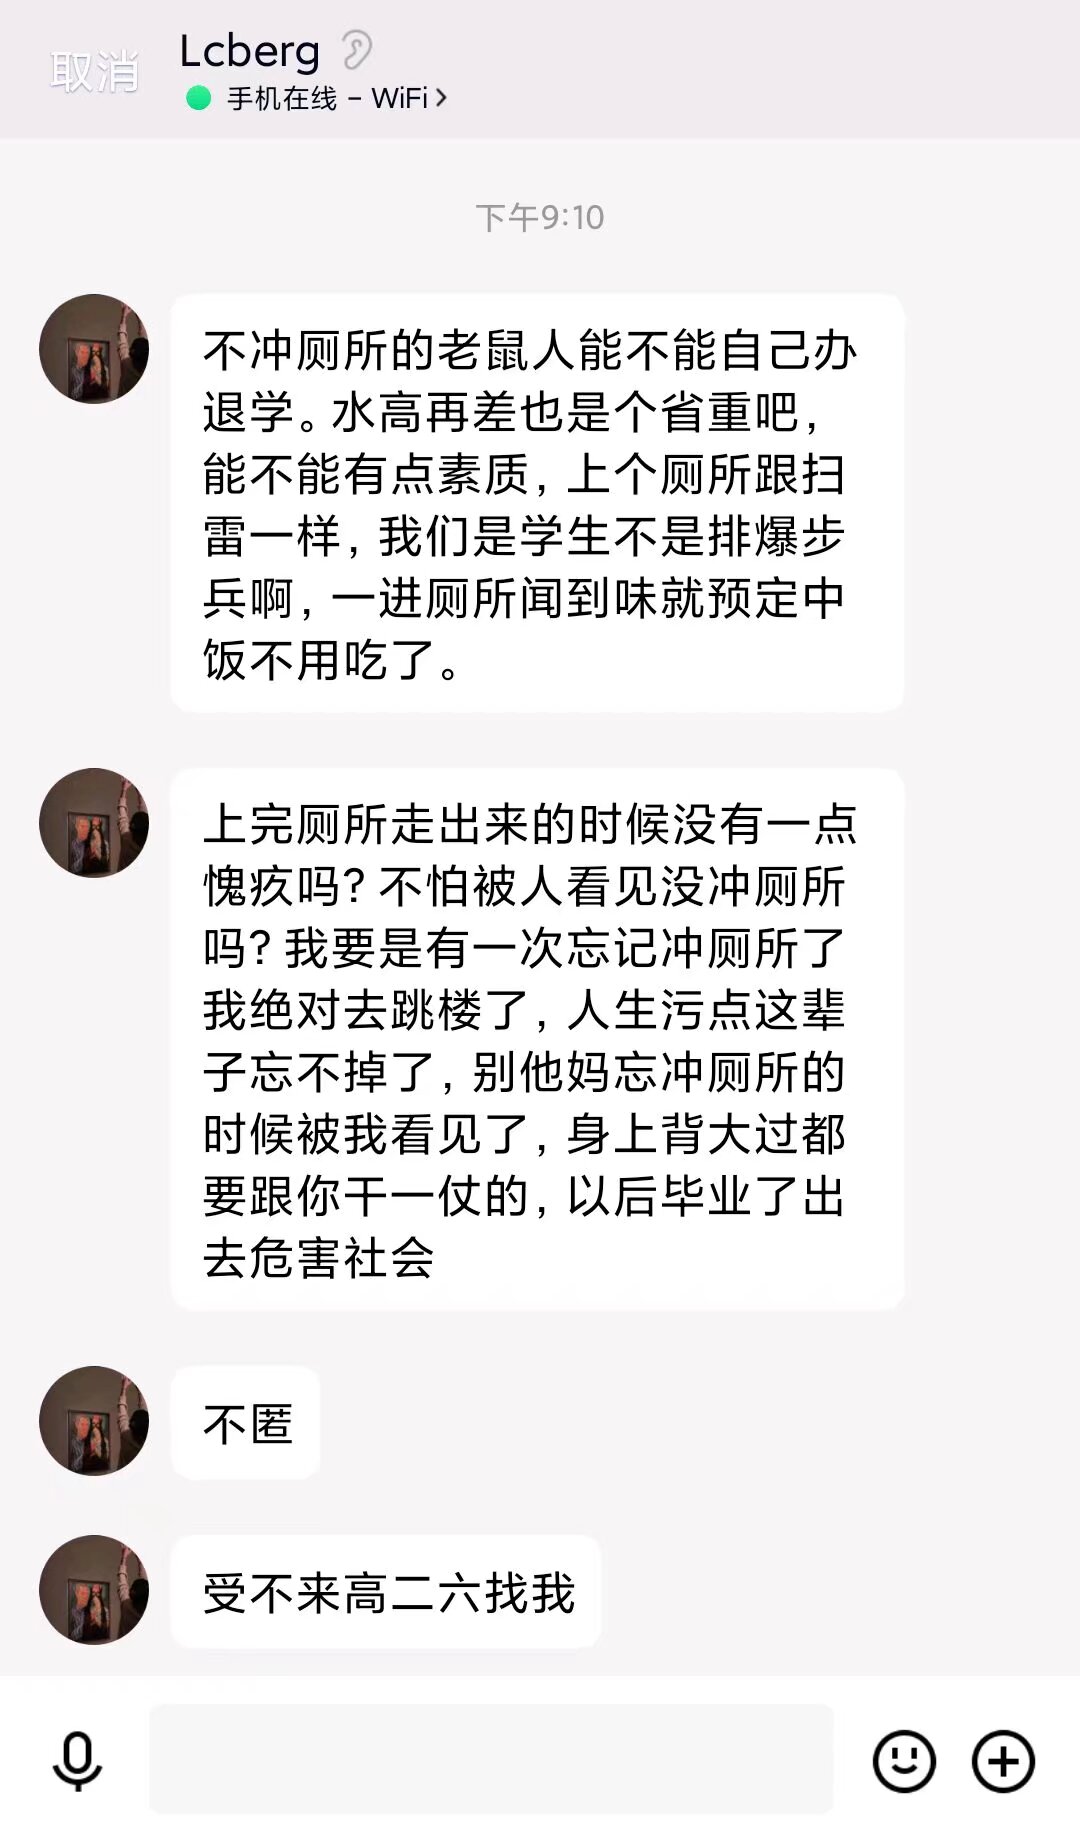 取消
Lcberg
手机在线 - WiFi
下午9:10
不冲厕所的老鼠人能不能自己办
退学。水高再差也是个省重吧，
能不能有点素质，上个厕所跟扫
雷一样，我们是学生不是排爆步
兵啊，一进厕所闻到味就预定中
饭不用吃了。
上完厕所走出来的时候没有一点
愧疚吗？不怕被人看见没冲厕所
吗？我要是有一次忘记冲厕所了
我绝对去跳楼了，人生污点这辈
子忘不掉了，别他妈忘冲厕所的
时候被我看见了，身上背大过都
要跟你干一仗的，以后毕业了出
去危害社会
不匿
受不来高二六找我